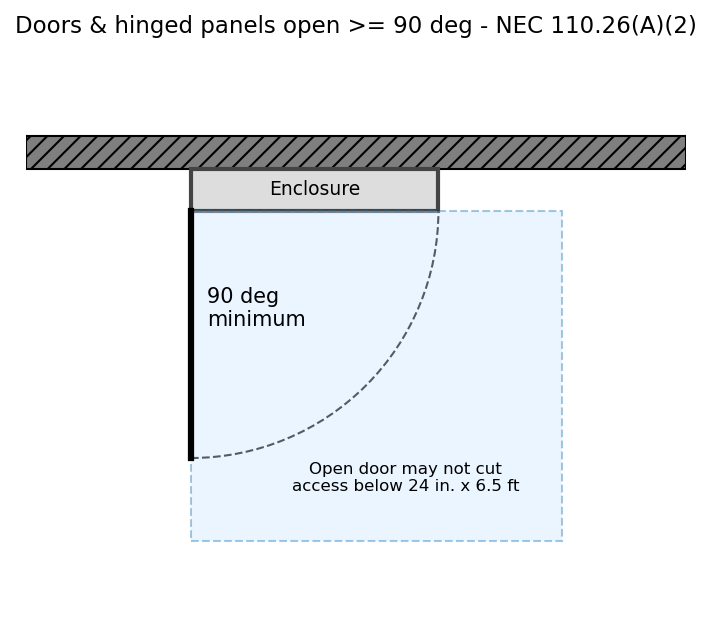 Doors & hinged panels open >= 90 deg - NEC 110.26(A)(2)
Enclosure
90 deg
minimum
Open door may not cut
access below 24 in. x 6.5 ft